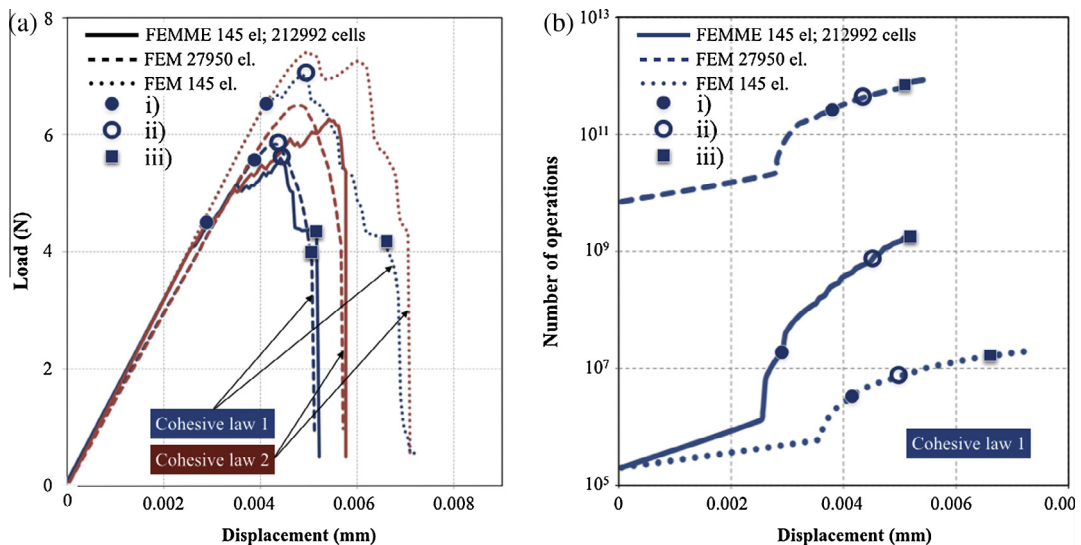 (a)
FEMME 145 el; 212992 cells
FEM 27950 el.
FEM 145 el.
i)
ii)
iii)
Load (N)
8
6
4
2
0
Cohesive law 1
Cohesive law 2
0
0.002
0.004
0.006
0.008
Displacement (mm)
(b)
FEMME 145 el; 212992 cells
FEM 27950 el.
FEM 145 el.
i)
ii)
iii)
Number of operations
10¹³
10¹¹
10⁹
10⁷
10⁵
Cohesive law 1
0
0.002
0.004
0.006
0.00
Displacement (mm)